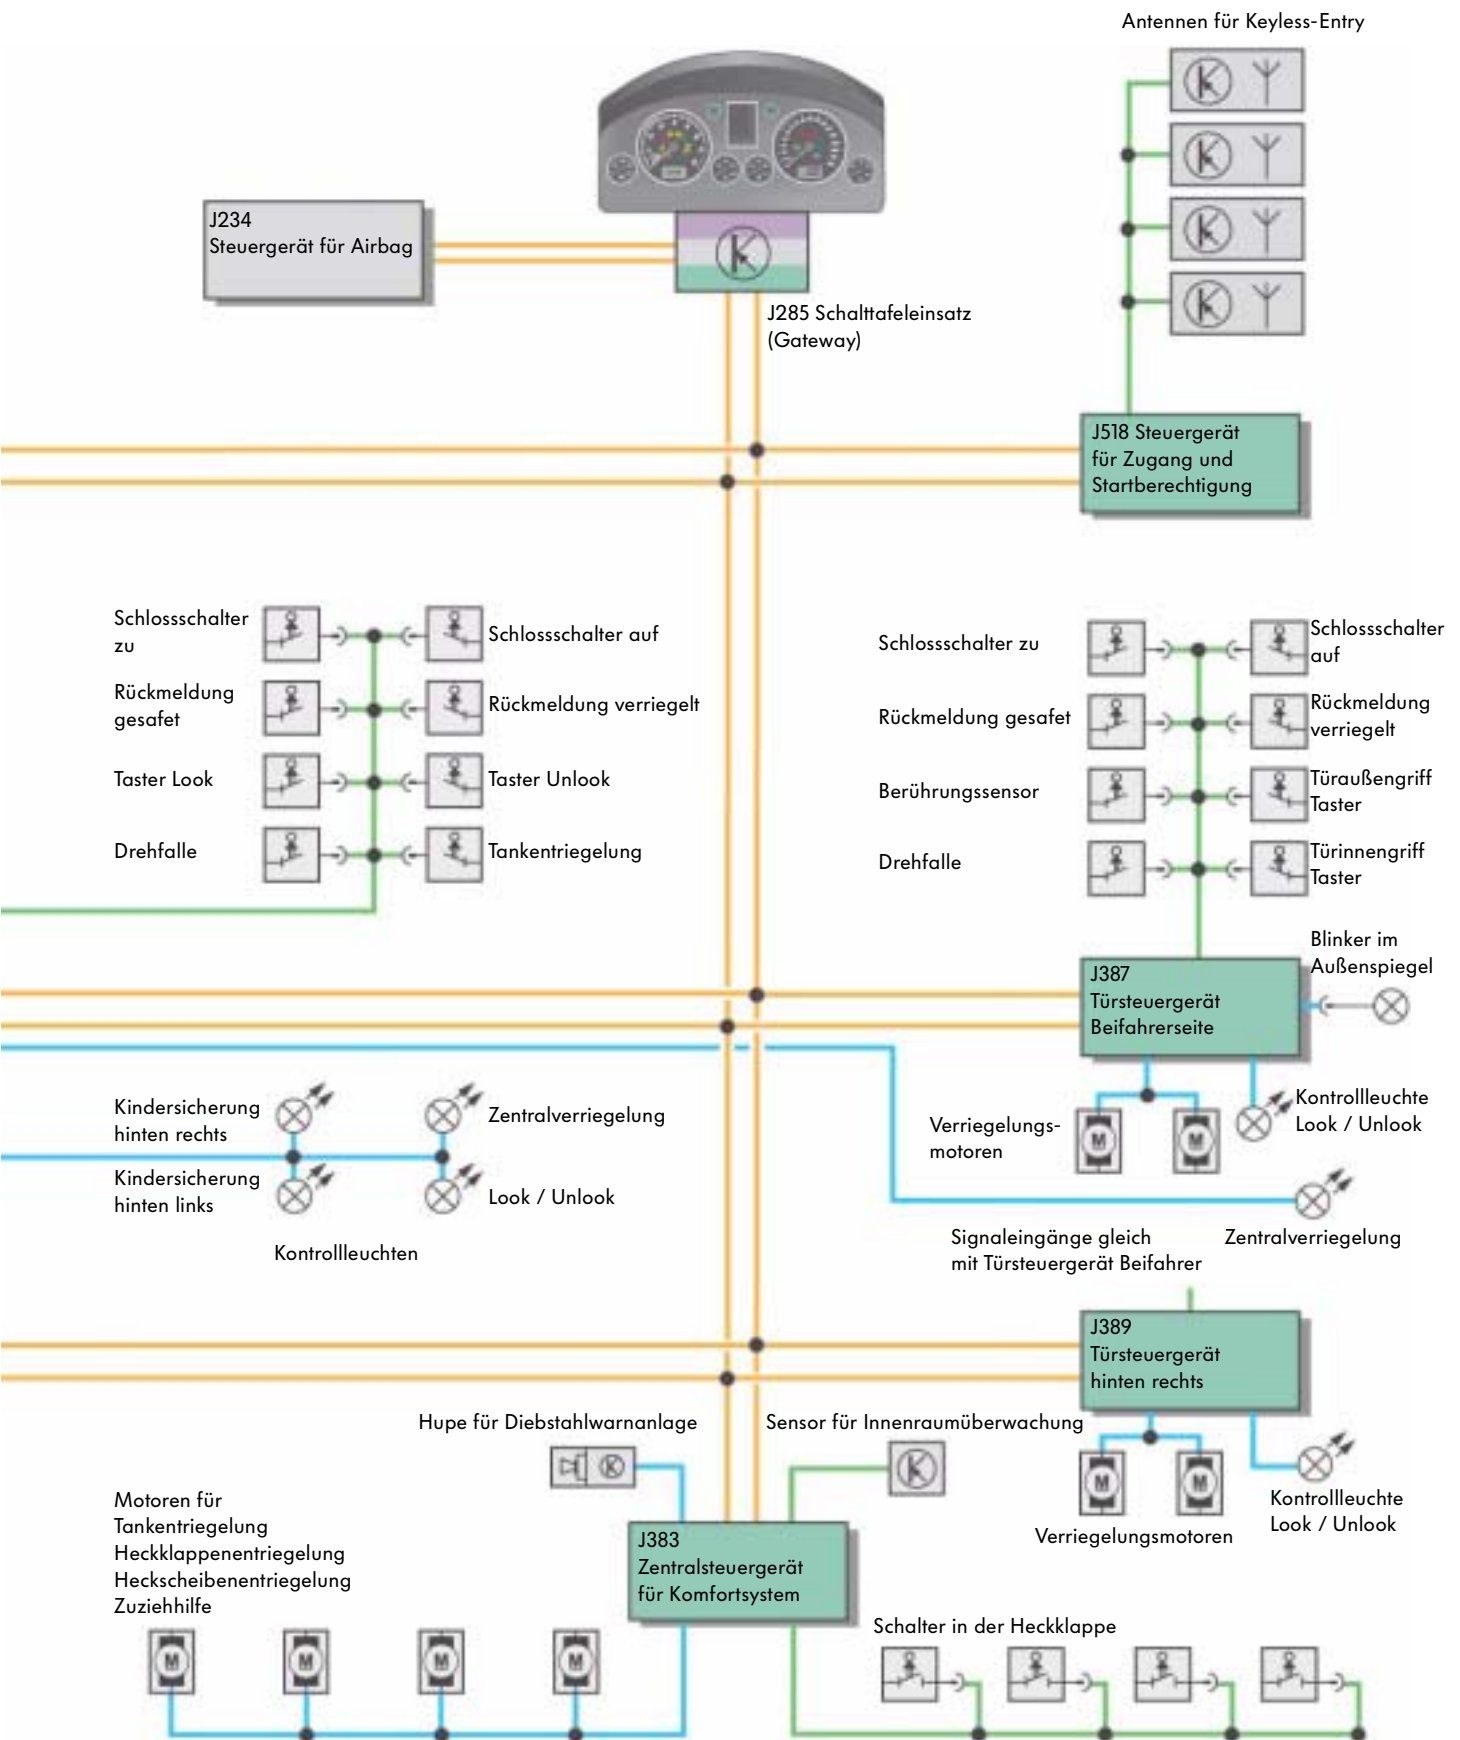 Antennen für Keyless-Entry
J234
Steuergerät für Airbag
J285 Schalttafeleinsatz
(Gateway)
J518 Steuergerät
für Zugang und
Startberechtigung
Schlossschalter
zu
Schlossschalter auf
Rückmeldung
gesafet
Rückmeldung verriegelt
Taster Look
Taster Unlook
Drehfalle
Tankentriegelung
Schlossschalter zu
Schlossschalter
auf
Rückmeldung gesafet
Rückmeldung
verriegelt
Berührungssensor
Türaußengriff
Taster
Drehfalle
Türinnengriff
Taster
Blinker im
Außenspiegel
J387
Türsteuergerät
Beifahrerseite
Kindersicherung
hinten rechts
Zentralverriegelung
Kindersicherung
hinten links
Look / Unlook
Kontrollleuchten
Verriegelungs-
motoren
M
M
Kontrollleuchte
Look / Unlook
Zentralverriegelung
Signaleingänge gleich
mit Türsteuergerät Beifahrer
J389
Türsteuergerät
hinten rechts
Hupe für Diebstahlwarnanlage
Sensor für Innenraumüberwachung
M
M
Verriegelungsmotoren
Kontrollleuchte
Look / Unlook
Motoren für
Tankentriegelung
Heckklappenentriegelung
Heckscheibenentriegelung
Zuziehhilfe
J383
Zentralsteuergerät
für Komfortsystem
M
M
M
M
Schalter in der Heckklappe